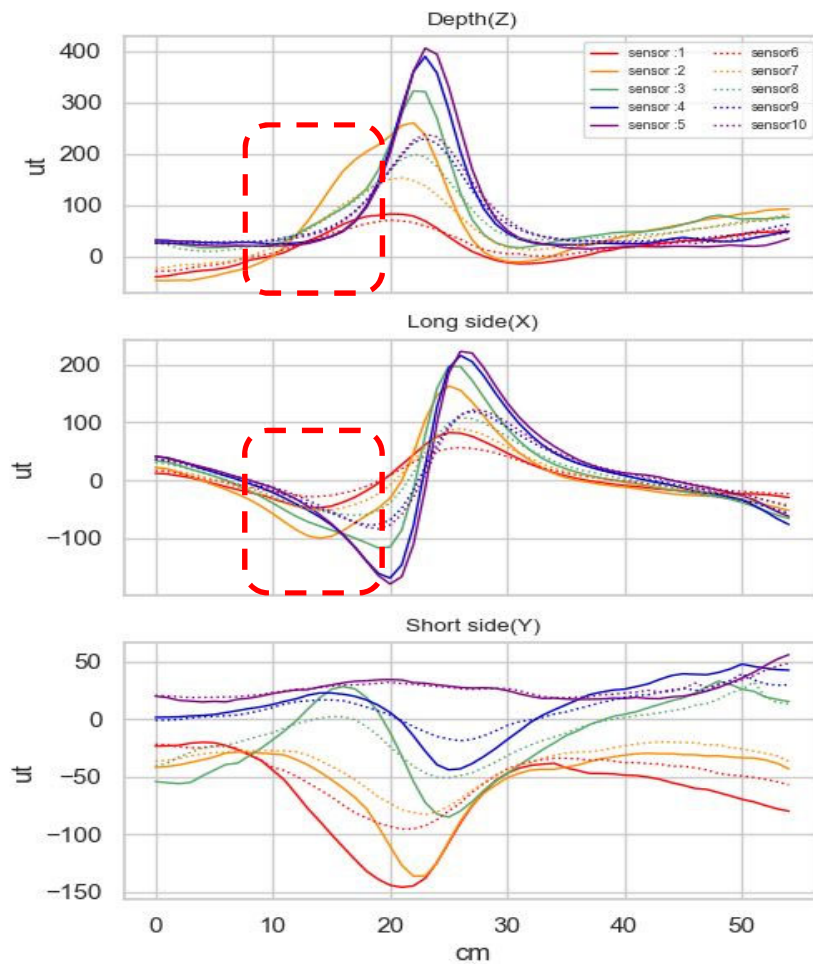 Depth(Z)
400
300
200
100
0
ut
sensor :1
sensor :2
sensor :3
sensor :4
sensor :5
sensor6
sensor7
sensor8
sensor9
sensor10
Long side(X)
200
100
0
−100
ut
Short side(Y)
50
0
−50
−100
−150
ut
0 10 20 30 40 50
cm